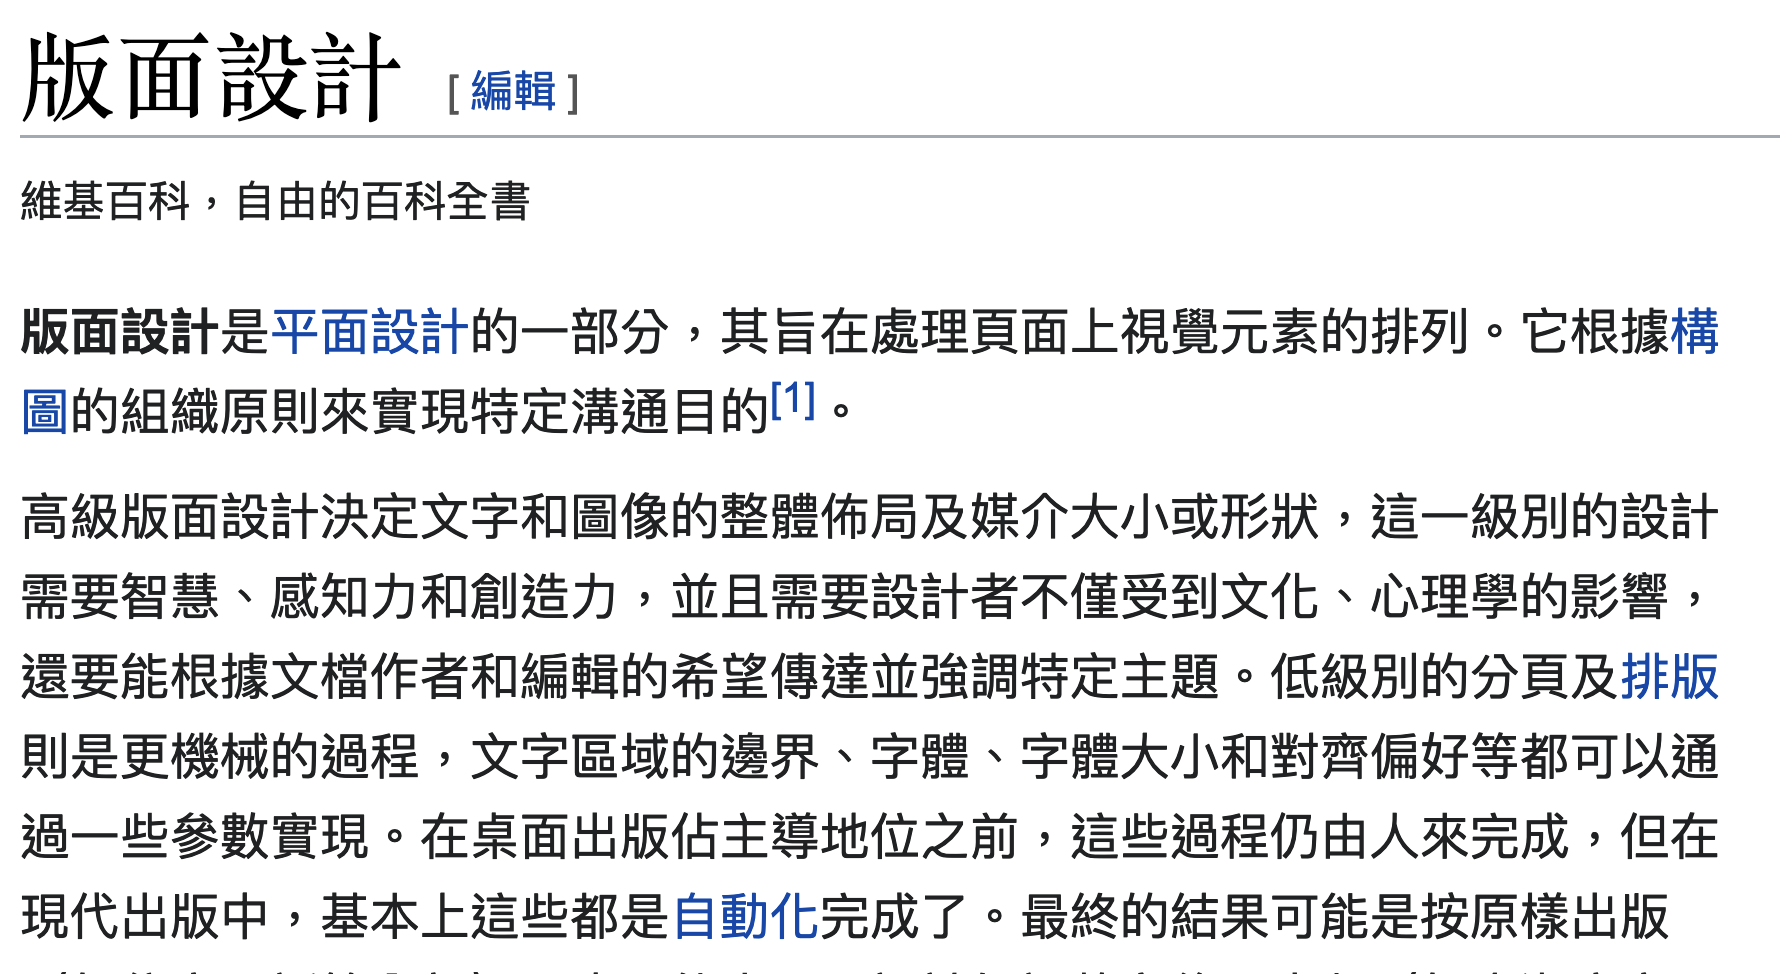 版面設計 [ 編輯 ]
維基百科，自由的百科全書
版面設計是平面設計的一部分，其旨在處理頁面上視覺元素的排列。它根據構
圖的組織原則來實現特定溝通目的[1]。
高級版面設計決定文字和圖像的整體佈局及媒介大小或形狀，這一級別的設計
需要智慧、感知力和創造力，並且需要設計者不僅受到文化、心理學的影響，
還要能根據文檔作者和編輯的希望傳達並強調特定主題。低級別的分頁及排版
則是更機械的過程，文字區域的邊界、字體、字體大小和對齊偏好等都可以通
過一些參數實現。在桌面出版佔主導地位之前，這些過程仍由人來完成，但在
現代出版中，基本上這些都是自動化完成了。最終的結果可能是按原樣出版